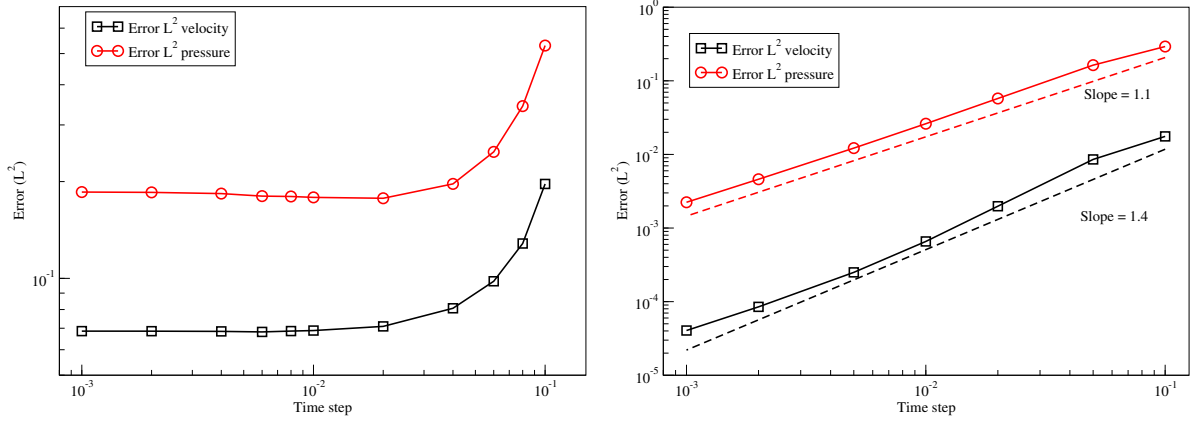 Error L² velocity
Error L² pressure
Error (L²)
10⁻¹
10⁻³
10⁻²
10⁻¹
Time step
Error L² velocity
Error L² pressure
Slope = 1.1
Slope = 1.4
Error (L²)
10⁰
10⁻¹
10⁻²
10⁻³
10⁻⁴
10⁻⁵
10⁻³
10⁻²
10⁻¹
Time step